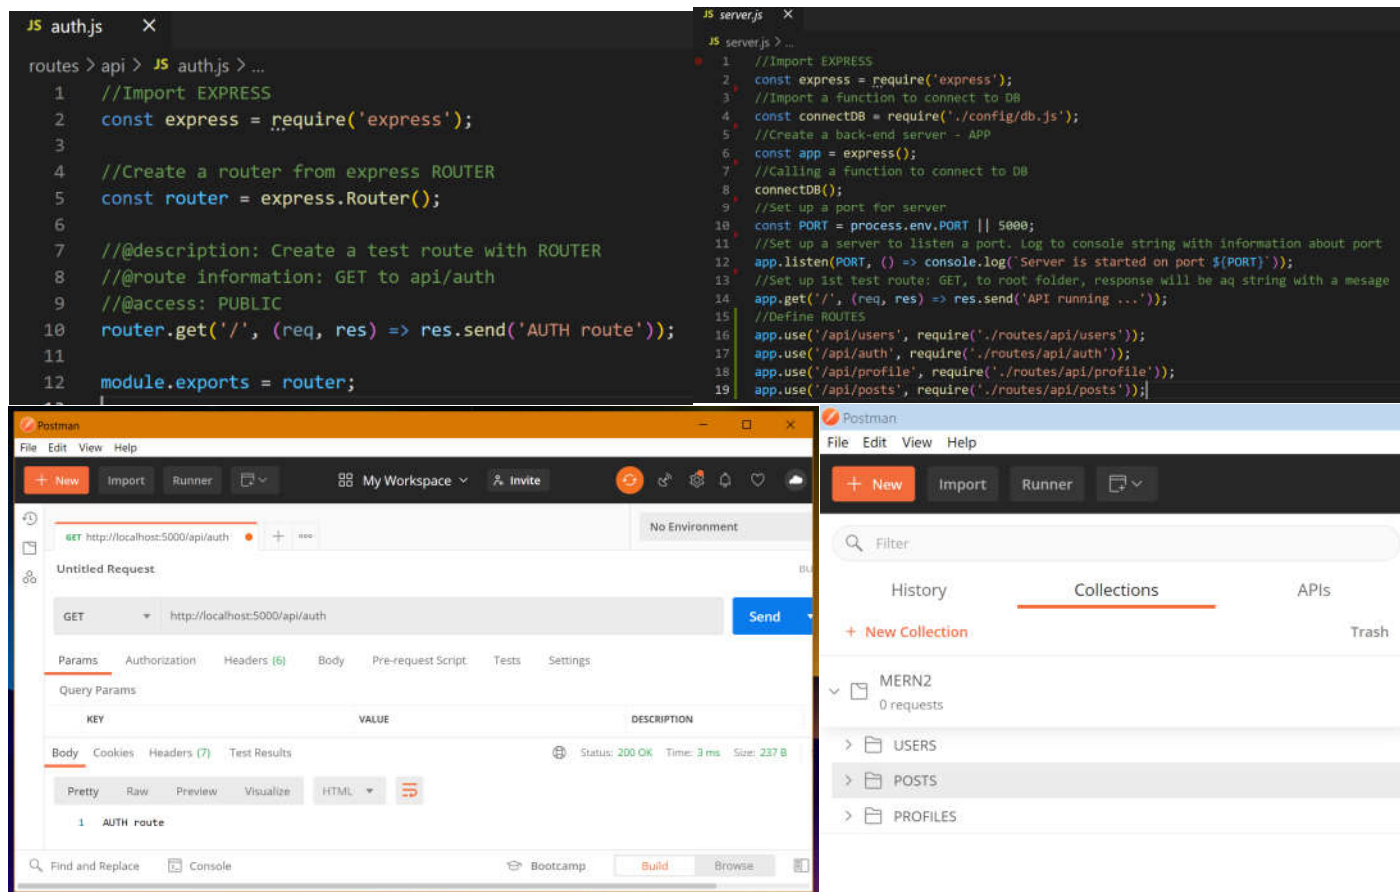 JS auth.js ×
routes > api > JS auth.js > ...
1 //Import EXPRESS
2 const express = require('express');
3
4 //Create a router from express ROUTER
5 const router = express.Router();
6
7 //@description: Create a test route with ROUTER
8 //@route information: GET to api/auth
9 //@access: PUBLIC
10 router.get('/', (req, res) => res.send('AUTH route'));
11
12 module.exports = router;
JS server.js ×
JS server.js > ...
1 //Import EXPRESS
2 const express = require('express');
3 //Import a function to connect to DB
4 const connectDB = require('./config/db.js');
5 //Create a back-end server - APP
6 const app = express();
7 //Calling a function to connect to DB
8 connectDB();
9 //Set up a port for server
10 const PORT = process.env.PORT || 5000;
11 //Set up a server to listen a port. Log to console string with information about port
12 app.listen(PORT, () => console.log(`Server is started on port ${PORT}`));
13 //Set up 1st test route: GET, to root folder, response will be aq string with a mesage
14 app.get('/', (req, res) => res.send('API running ...'));
15 //Define ROUTES
16 app.use('/api/users', require('./routes/api/users'));
17 app.use('/api/auth', require('./routes/api/auth'));
18 app.use('/api/profile', require('./routes/api/profile'));
19 app.use('/api/posts', require('./routes/api/posts'));
Postman
File Edit View Help
+ New Import Runner My Workspace Invite
GET http://localhost:5000/api/auth No Environment
Untitled Request BU
GET http://localhost:5000/api/auth Send
Params Authorization Headers (6) Body Pre-request Script Tests Settings
Query Params
KEY VALUE DESCRIPTION
Body Cookies Headers (7) Test Results Status: 200 OK Time: 3 ms Size: 237 B
Pretty Raw Preview Visualize HTML
1 AUTH route
Find and Replace Console Bootcamp Build Browse
Postman
File Edit View Help
+ New Import Runner
Filter
History Collections APIs
+ New Collection Trash
MERN2
0 requests
USERS
POSTS
PROFILES